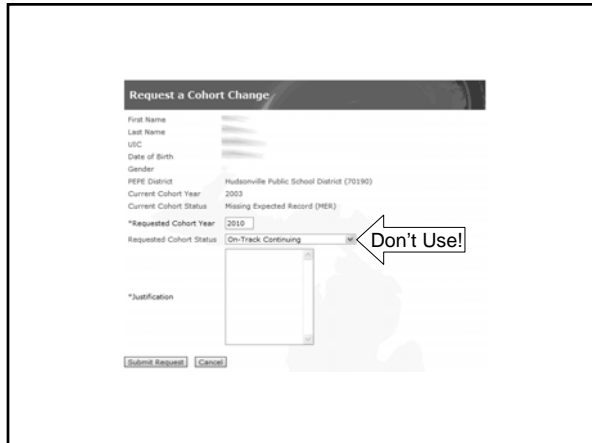 Request a Cohort Change
First Name
Last Name
UIC
Date of Birth
Gender
PEPE District Hudsonville Public School District (70190)
Current Cohort Year 2003
Current Cohort Status Missing Expected Record (MER)
*Requested Cohort Year 2010
Requested Cohort Status On-Track Continuing Don't Use!
*Justification
Submit Request Cancel